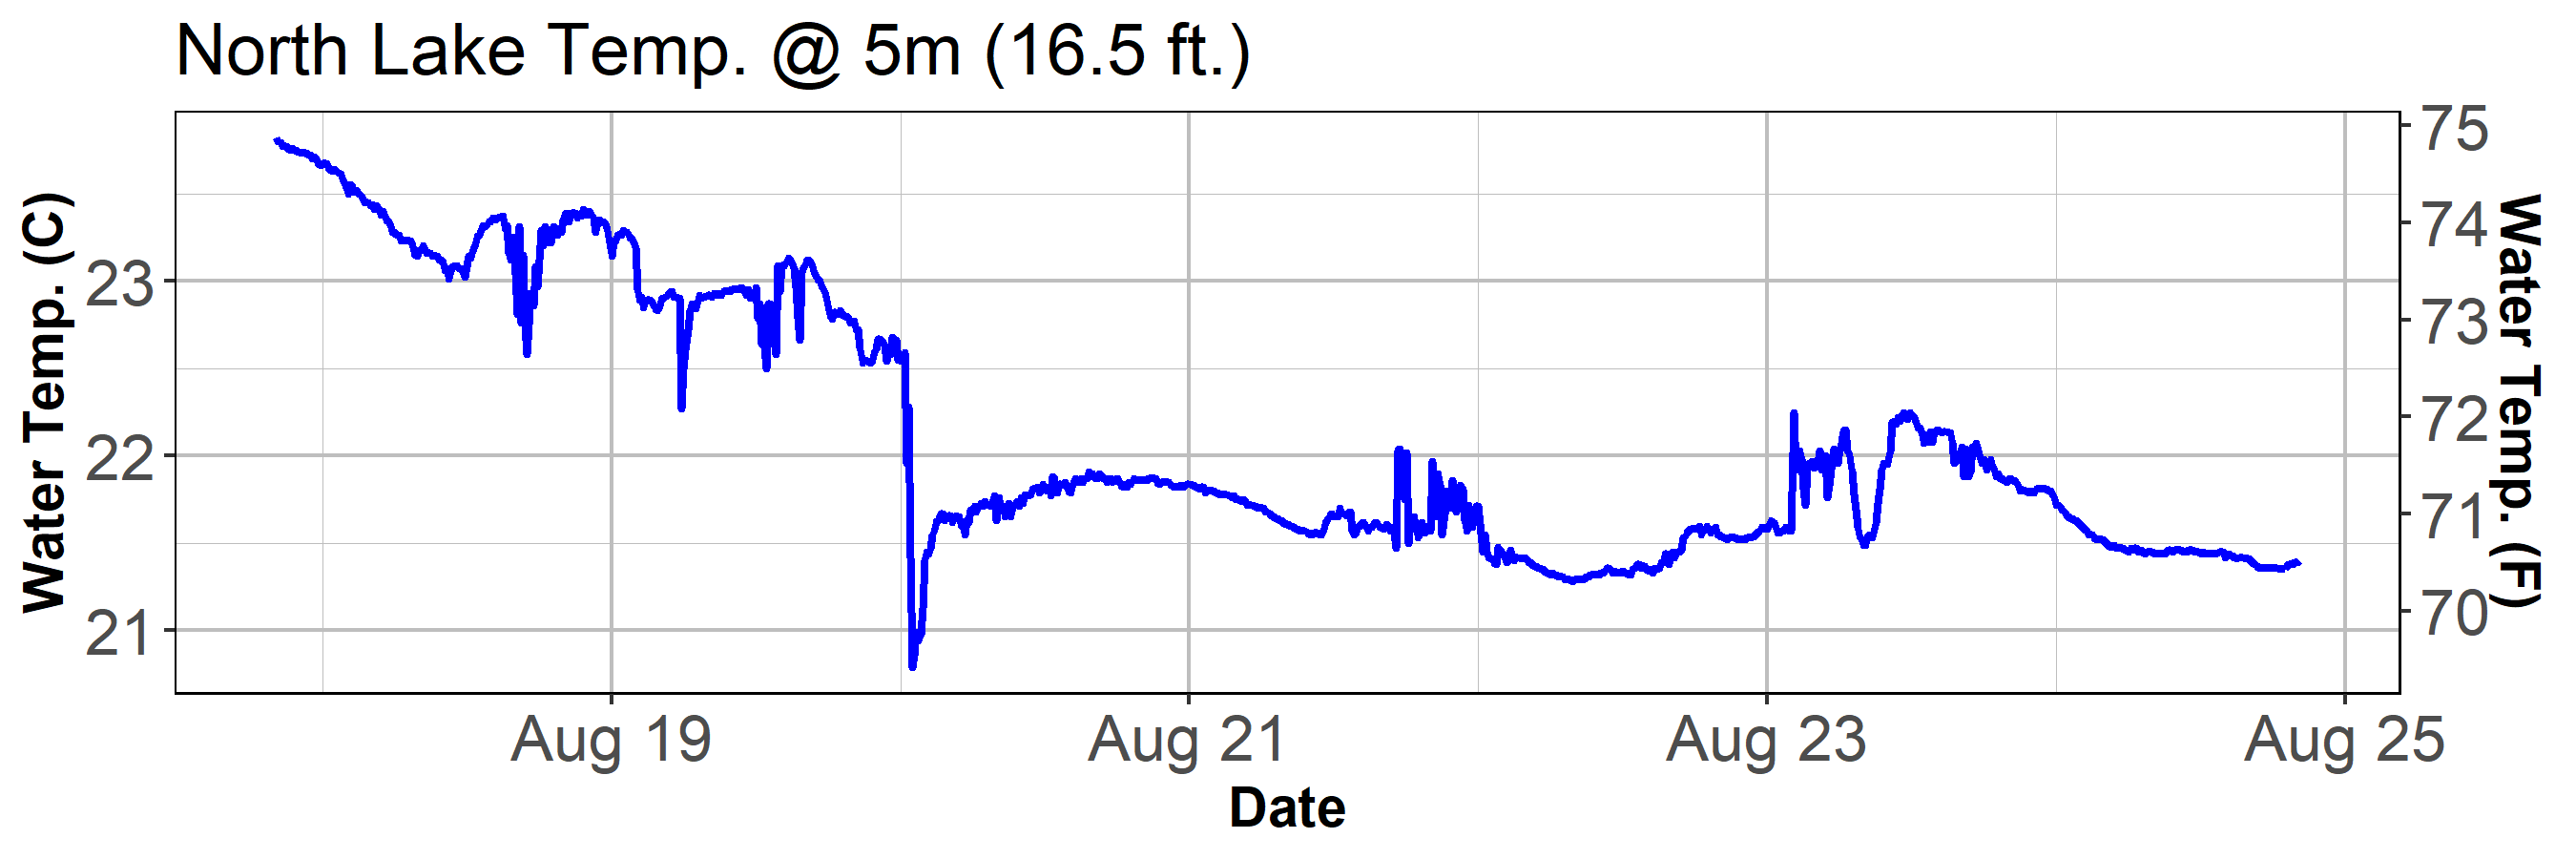 North Lake Temp. @ 5m (16.5 ft.)
Water Temp. (C)
23
22
21
75
74
73
72
71
70
Water Temp. (F)
Aug 19 Aug 21 Aug 23 Aug 25
Date